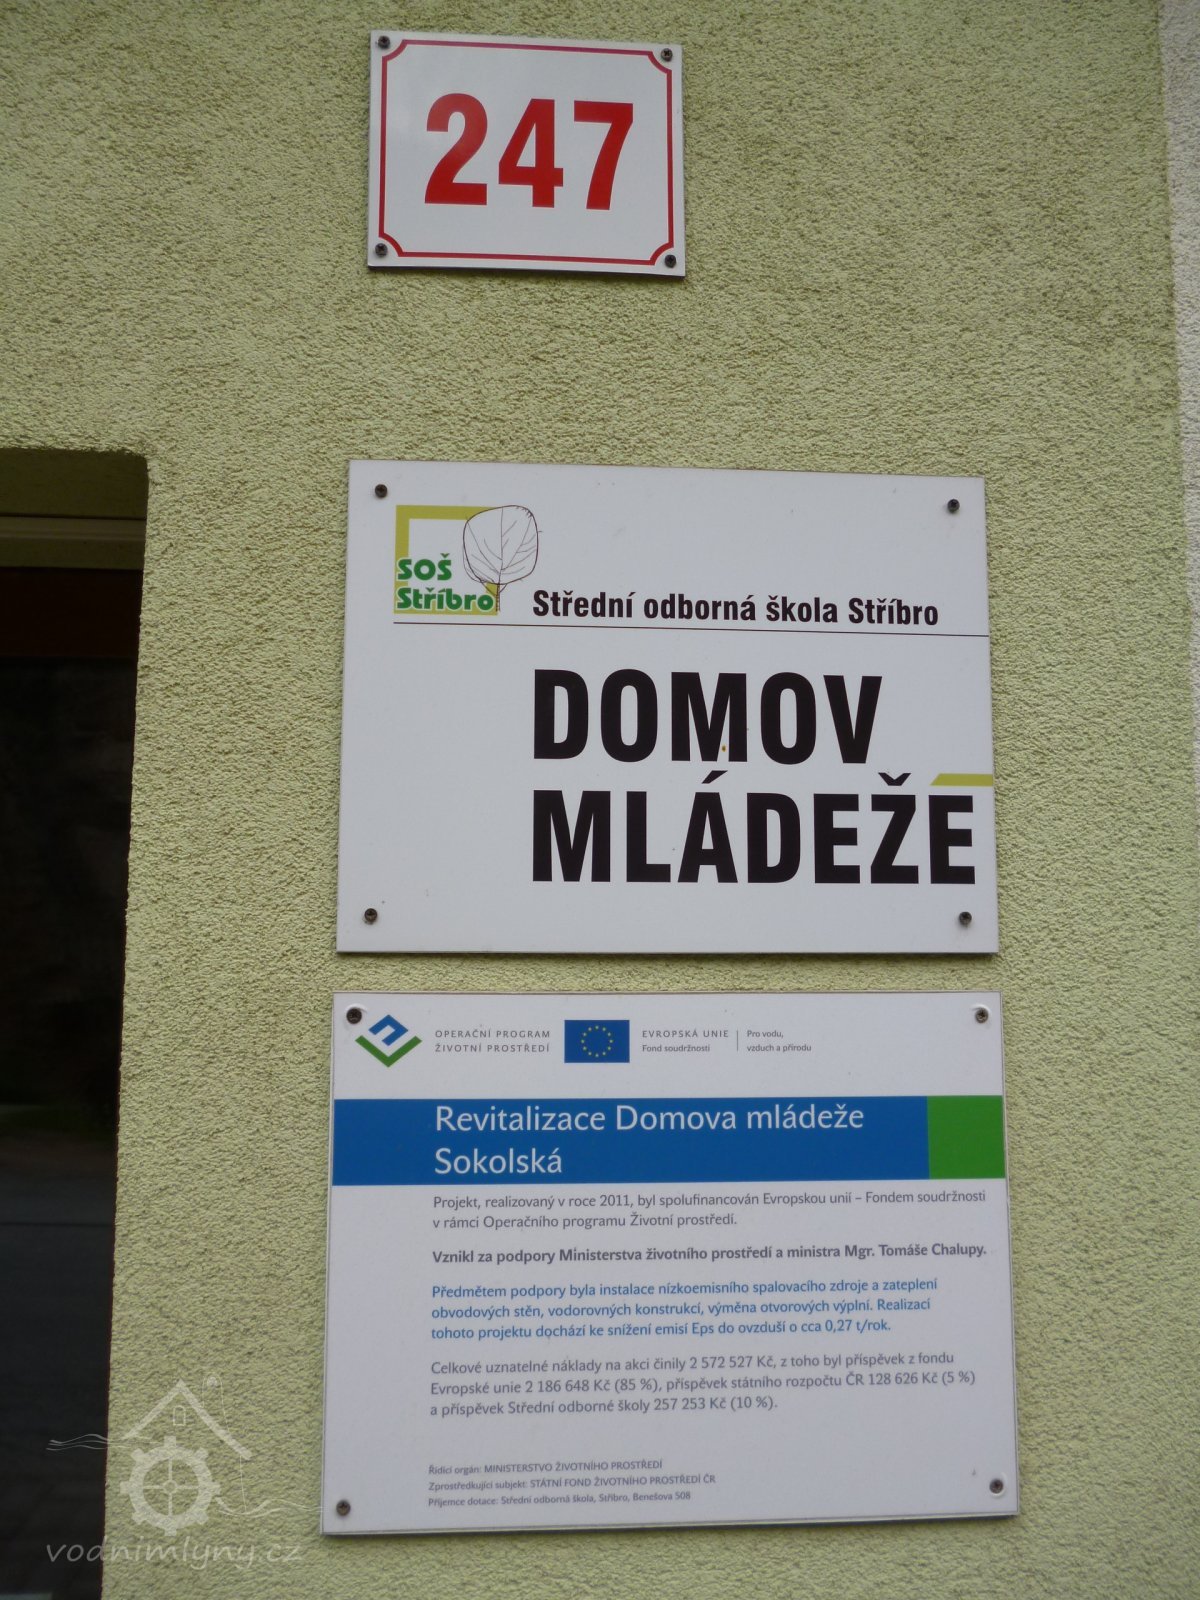 247
SOŠ
Stříbro
Střední odborná škola Stříbro
DOMOV
MLÁDEŽE
OPERAČNÍ PROGRAM
ŽIVOTNÍ PROSTŘEDÍ
EVROPSKÁ UNIE
Fond soudržnosti
Pro vodu,
vzduch a přírodu
Revitalizace Domova mládeže
Sokolská
Projekt, realizovaný v roce 2011, byl spolufinancován Evropskou unií – Fondem soudržnosti
v rámci Operačního programu Životní prostředí.
Vznikl za podpory Ministerstva životního prostředí a ministra Mgr. Tomáše Chalupy.
Předmětem podpory byla instalace nízkoemisního spalovacího zdroje a zateplení
obvodových stěn, vodorovných konstrukcí, výměna otvorových výplní. Realizací
tohoto projektu dochází ke snížení emisí Eps do ovzduší o cca 0,27 t/rok.
Celkové uznatelné náklady na akci činily 2 572 527 Kč, z toho byl příspěvek z fondu
Evropské unie 2 186 648 Kč (85 %), příspěvek státního rozpočtu ČR 128 626 Kč (5 %)
a příspěvek Střední odborné školy 257 253 Kč (10 %).
Řídící orgán: MINISTERSTVO ŽIVOTNÍHO PROSTŘEDÍ
Zprostředkující subjekt: STÁTNÍ FOND ŽIVOTNÍHO PROSTŘEDÍ ČR
Příjemce dotace: Střední odborná škola, Stříbro, Benešova 508
vodnimlyny.cz